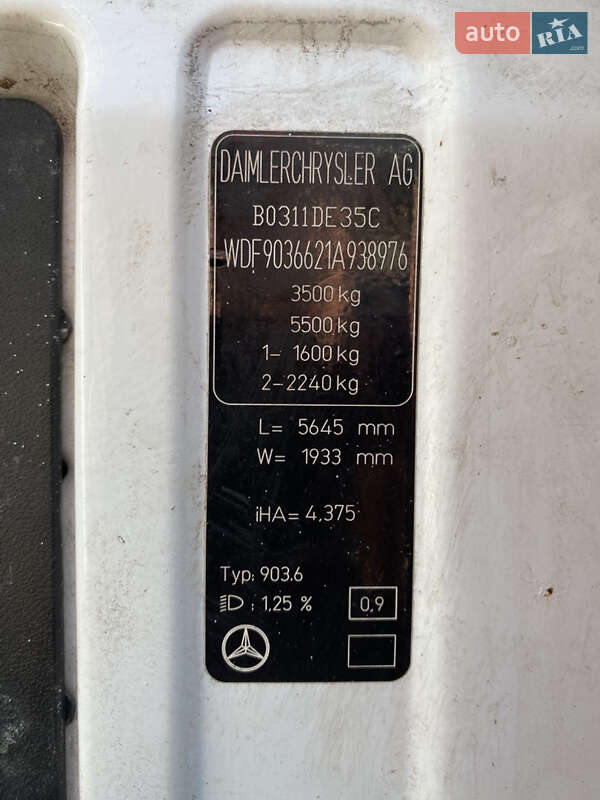 auto RIA .com
DAIMLERCHRYSLER AG
B0311DE35C
WDF9036621A938976
3500 kg
5500 kg
1- 1600 kg
2-2240 kg
L= 5645 mm
W= 1933 mm
iHA= 4,375
Typ: 903.6
: 1,25 % 0,9